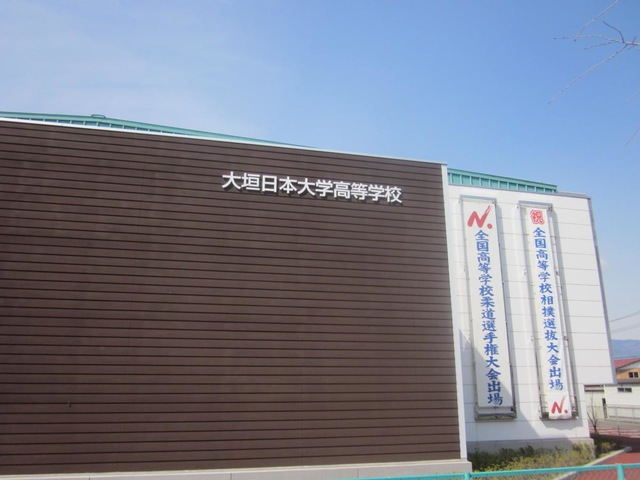 大垣日本大学高等学校
N.
全国高等学校柔道選手権大会出場
祝
全国高等学校相撲選抜大会出場
N.